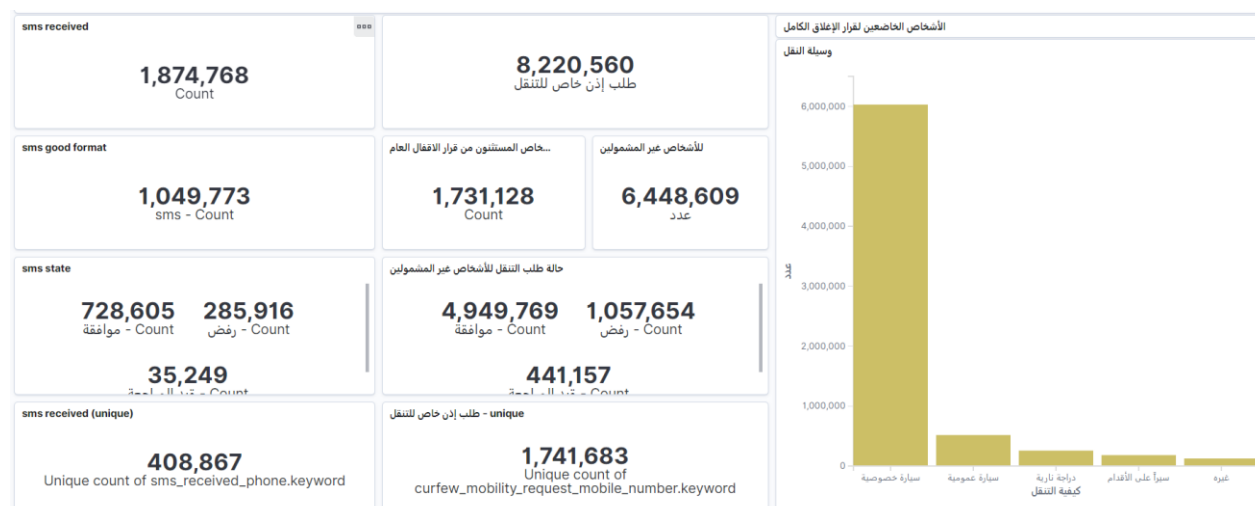 sms received
1,874,768
Count
8,220,560
طلب إذن خاص للتنقل
الأشخاص الخاضعين لقرار الإغلاق الكامل
وسيلة النقل
sms good format
1,049,773
sms - Count
...خاص المستثنون من قرار الاقفال العام
1,731,128
Count
للأشخاص غير المشمولين
6,448,609
عدد
sms state
728,605
موافقة - Count
285,916
رفض - Count
35,249
قيد المراجعة - Count
حالة طلب التنقل للأشخاص غير المشمولين
4,949,769
موافقة - Count
1,057,654
رفض - Count
441,157
قيد المراجعة - Count
sms received (unique)
408,867
Unique count of sms_received_phone.keyword
طلب إذن خاص للتنقل - unique
1,741,683
Unique count of
curfew_mobility_request_mobile_number.keyword
6,000,000
5,000,000
4,000,000
3,000,000
2,000,000
1,000,000
0
عدد
سيارة خصوصية
سيارة عمومية
دراجة نارية
سيراً على الأقدام
غيره
كيفية التنقل